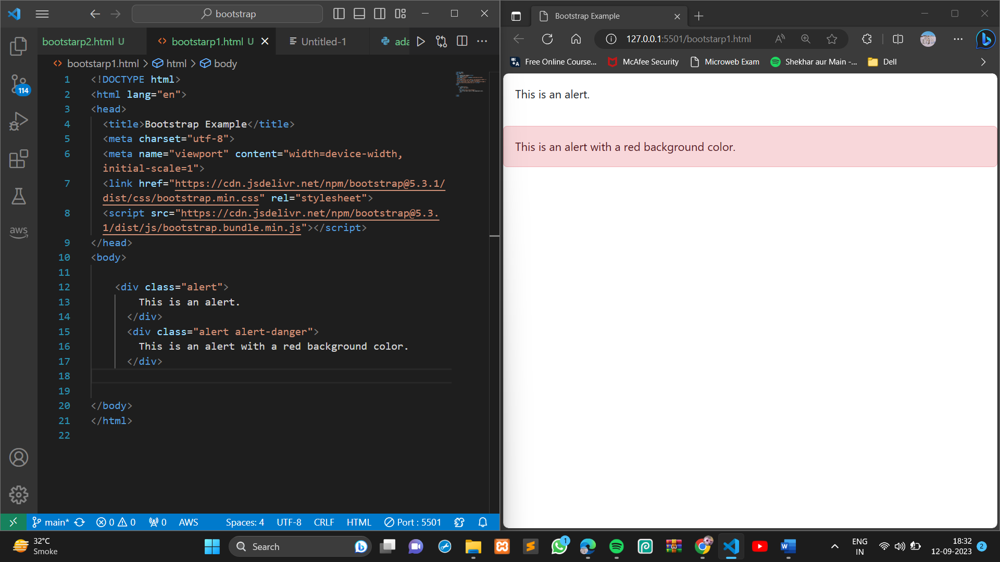 bootstrap
bootstarp2.html U
bootstarp1.html U
Untitled-1
ada
bootstarp1.html > html > body
114
aws
1 <!DOCTYPE html>
2 <html lang="en">
3 <head>
4 <title>Bootstrap Example</title>
5 <meta charset="utf-8">
6 <meta name="viewport" content="width=device-width,
initial-scale=1">
7 <link href="https://cdn.jsdelivr.net/npm/bootstrap@5.3.1/
dist/css/bootstrap.min.css" rel="stylesheet">
8 <script src="https://cdn.jsdelivr.net/npm/bootstrap@5.3.
1/dist/js/bootstrap.bundle.min.js"></script>
9 </head>
10 <body>
11
12 <div class="alert">
13 This is an alert.
14 </div>
15 <div class="alert alert-danger">
16 This is an alert with a red background color.
17 </div>
18
19
20 </body>
21 </html>
22
main* 0 0 0 AWS Spaces: 4 UTF-8 CRLF HTML Port : 5501
Bootstrap Example
127.0.0.1:5501/bootstarp1.html
Free Online Course... McAfee Security Microweb Exam Shekhar aur Main -... Dell
This is an alert.
This is an alert with a red background color.
32°C
Smoke
Search
1
ENG
IN
18:32
12-09-2023
2